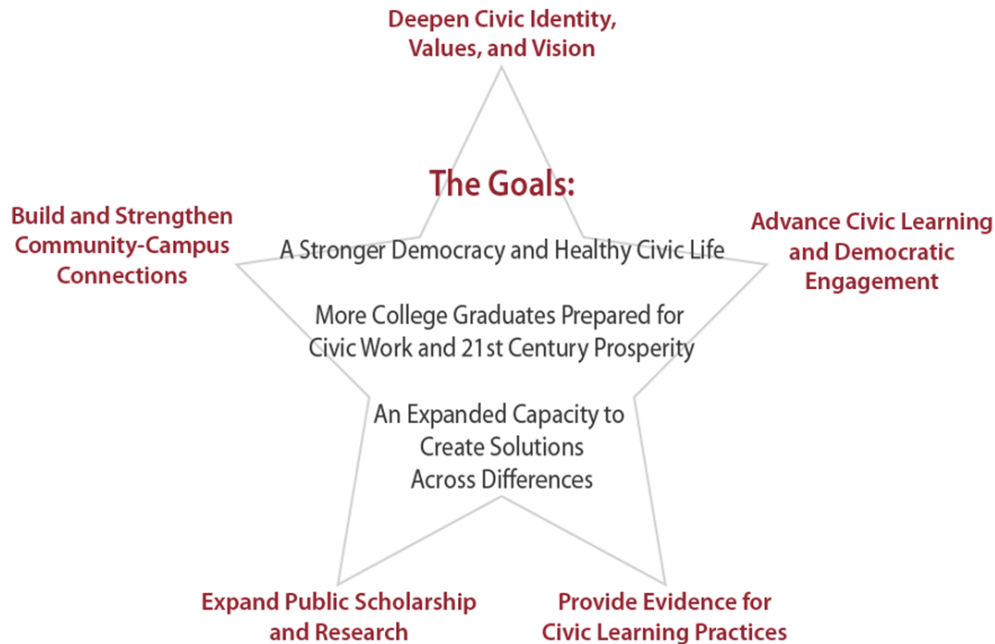 Deepen Civic Identity,
Values, and Vision
The Goals:
Build and Strengthen
Community-Campus
Connections
Advance Civic Learning
and Democratic
Engagement
A Stronger Democracy and Healthy Civic Life
More College Graduates Prepared for
Civic Work and 21st Century Prosperity
An Expanded Capacity to
Create Solutions
Across Differences
Expand Public Scholarship
and Research
Provide Evidence for
Civic Learning Practices